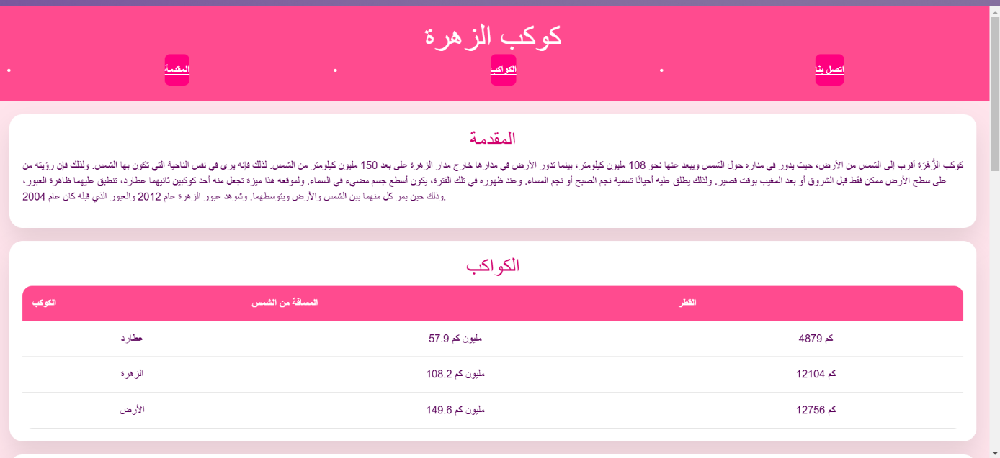 كوكب الزهرة
المقدمة
الكواكب
اتصل بنا
المقدمة
كوكب الزُّهَرَة أقرب إلى الشمس من الأرض، حيث يدور في مداره حول الشمس ويبعد عنها نحو 108 مليون كيلومتر، بينما تدور الأرض في مدارها خارج مدار الزهرة على بعد 150 مليون كيلومتر من الشمس. لذلك فإنه يرى في نفس الناحية التي تكون بها الشمس. ولذلك فإن رؤيته من
على سطح الأرض ممكن فقط قبل الشروق أو بعد المغيب بوقت قصير. ولذلك يطلق عليه أحيانًا تسمية نجم الصبح أو نجم المساء. وعند ظهوره في تلك الفترة، يكون أسطع جسم مضيء في السماء. ولموقعه هذا ميزة تجعل منه أحد كوكبين ثانيهما عطارد، تنطبق عليهما ظاهرة العبور،
وذلك حين يمر كل منهما بين الشمس والأرض ويتوسطهما. وشوهد عبور الزهرة عام 2012 والعبور الذي قبله كان عام 2004.
الكواكب
الكوكب المسافة من الشمس القطر
عطارد 57.9 مليون كم 4879 كم
الزهرة 108.2 مليون كم 12104 كم
الأرض 149.6 مليون كم 12756 كم